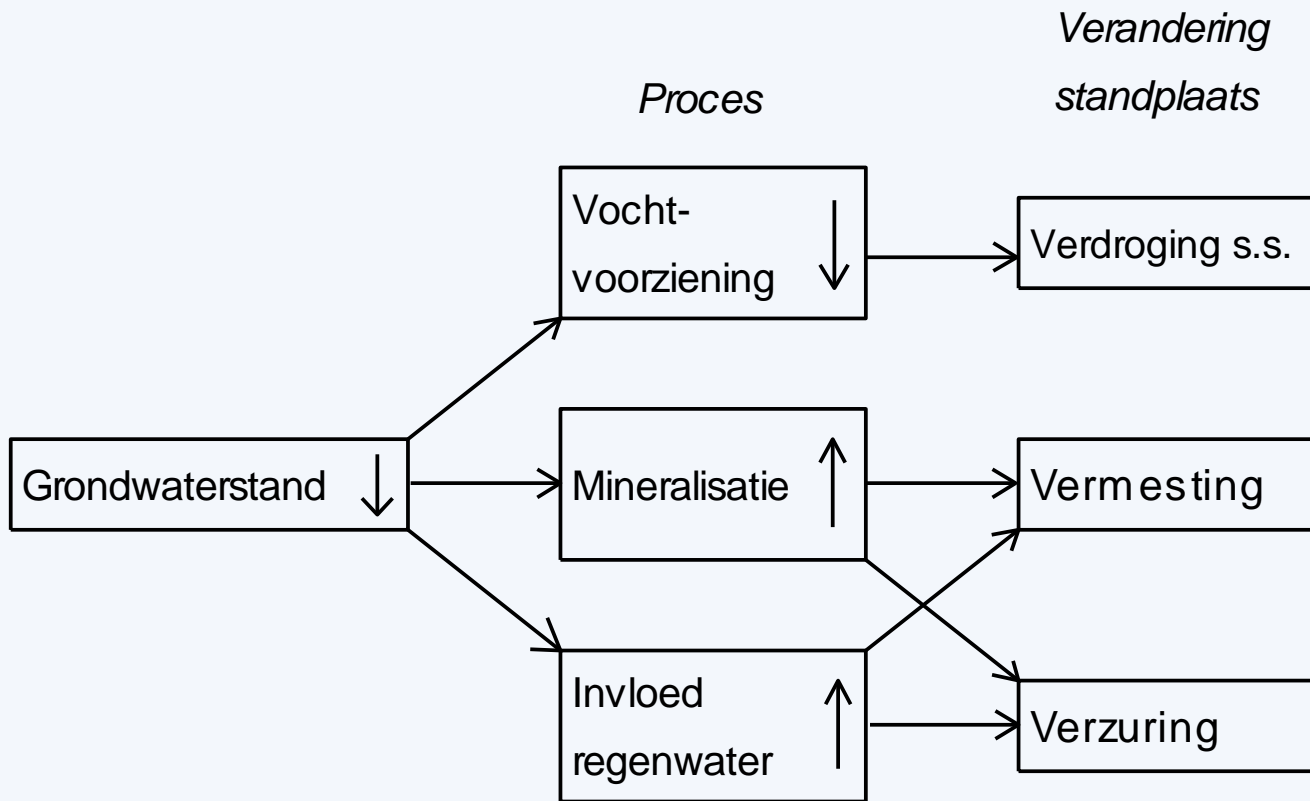 Verandering
standplaats
Proces
Vocht-
voorziening
Verdroging s.s.
Grondwaterstand
Mineralisatie
Vermesting
Invloed
regenwater
Verzuring